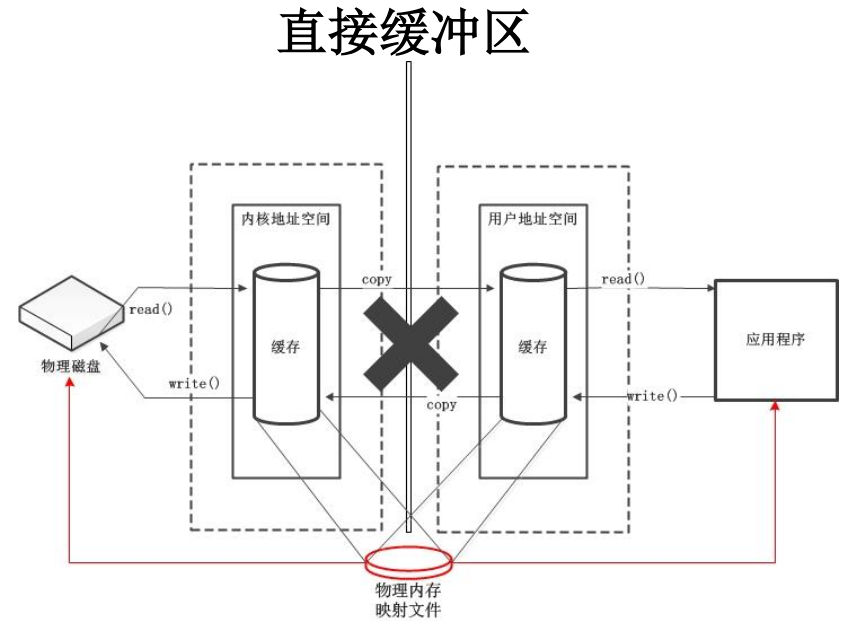 直接缓冲区
内核地址空间
用户地址空间
copy
read()
read()
缓存
缓存
应用程序
物理磁盘
write()
copy
write()
物理内存
映射文件